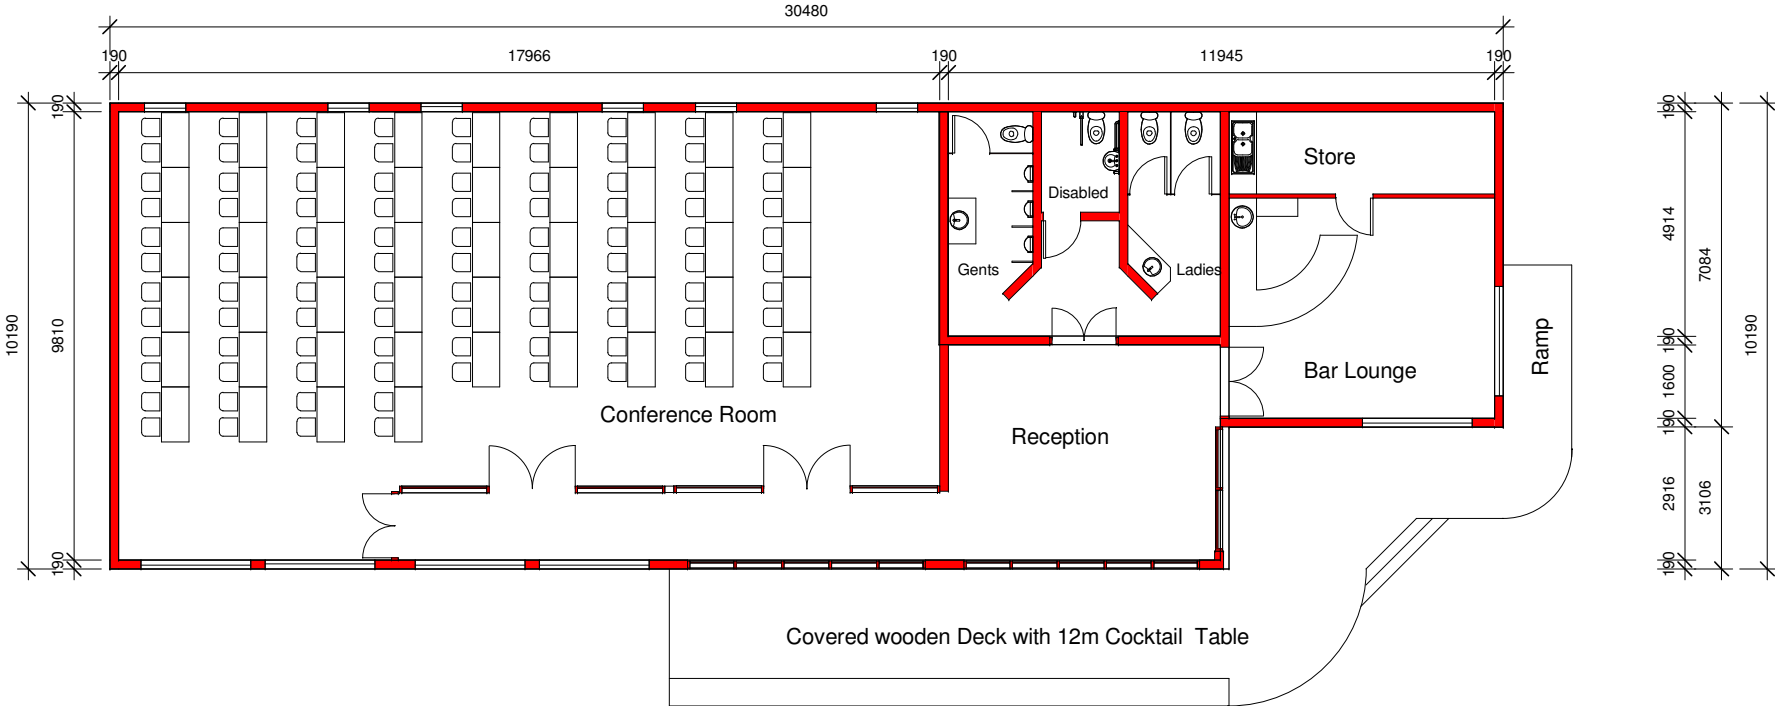 30480
190
17966
190
11945
190
10190
190
9810
190
Store
Disabled
Gents
Ladies
Conference Room
Reception
Bar Lounge
Ramp
Covered wooden Deck with 12m Cocktail Table
190
4914
190
1600
190
2916
190
7084
3106
10190